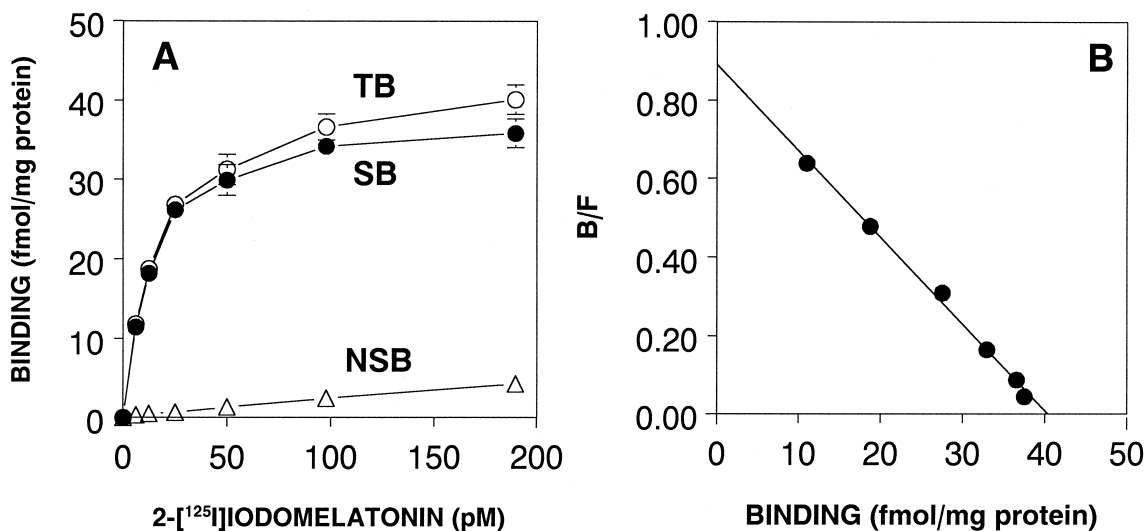 A
TB
SB
NSB
BINDING (fmol/mg protein)
50
40
30
20
10
0
0
50
100
150
200
2-[¹²⁵I]IODOMELATONIN (pM)
B
B/F
1.00
0.80
0.60
0.40
0.20
0.00
0
10
20
30
40
50
BINDING (fmol/mg protein)